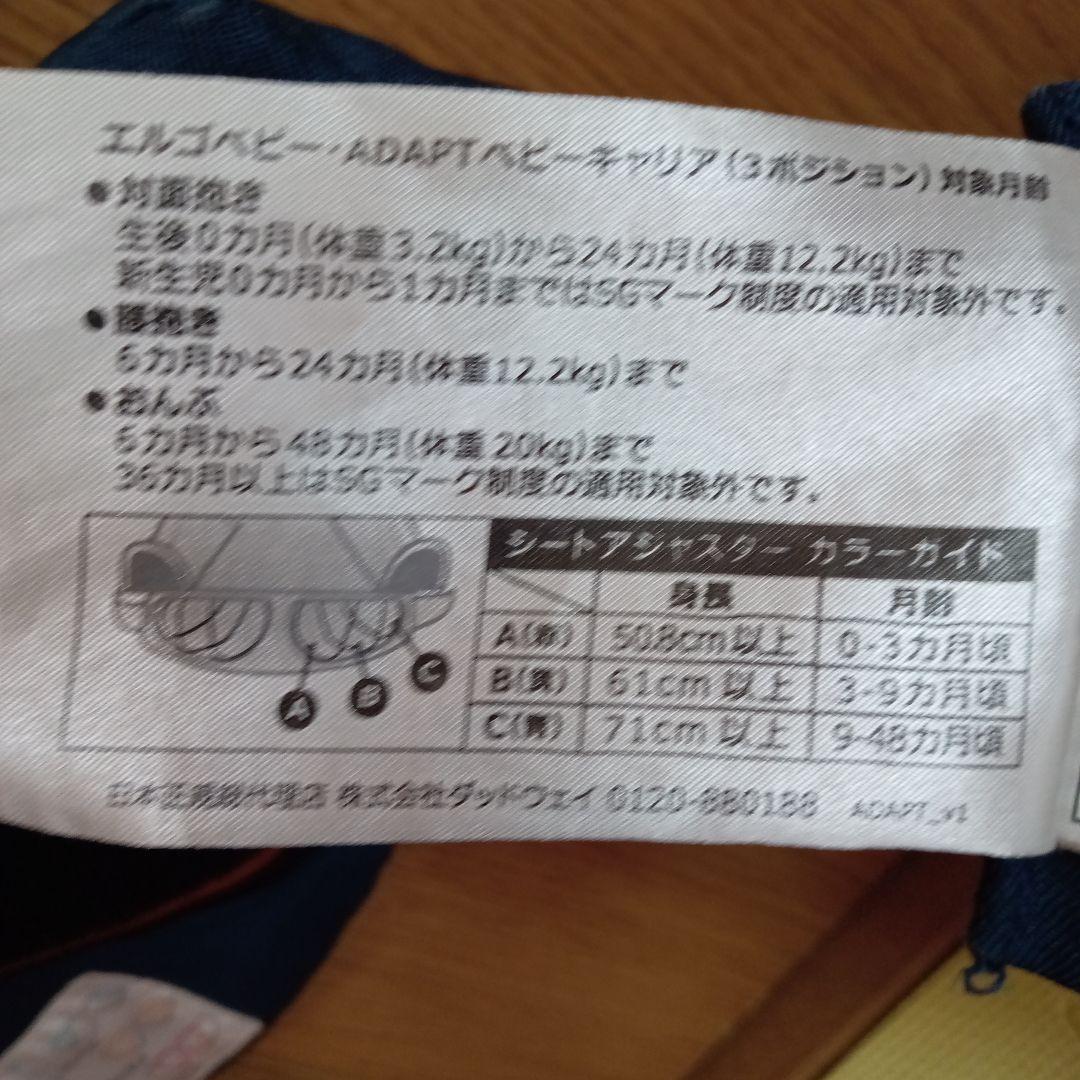 エルゴベビー・ADAPTベビーキャリア(3ポジション)対象月齢
●対面抱き
生後0カ月(体重3.2kg)から24カ月(体重12.2kg)まで
新生児0カ月から1カ月まではSGマーク制度の適用対象外です。
●腰抱き
6カ月から24カ月(体重12.2kg)まで
●おんぶ
6カ月から48カ月(体重20kg)まで
36カ月以上はSGマーク制度の適用対象外です。
シートアジャスター カラーガイド
身長 月齢
A(赤) 50.8cm以上 0-3カ月頃
B(黄) 61cm以上 3-9カ月頃
C(青) 71cm以上 9-48カ月頃
A B C
日本正規総代理店 株式会社ダッドウェイ 0120-880188 ADAPT_v1